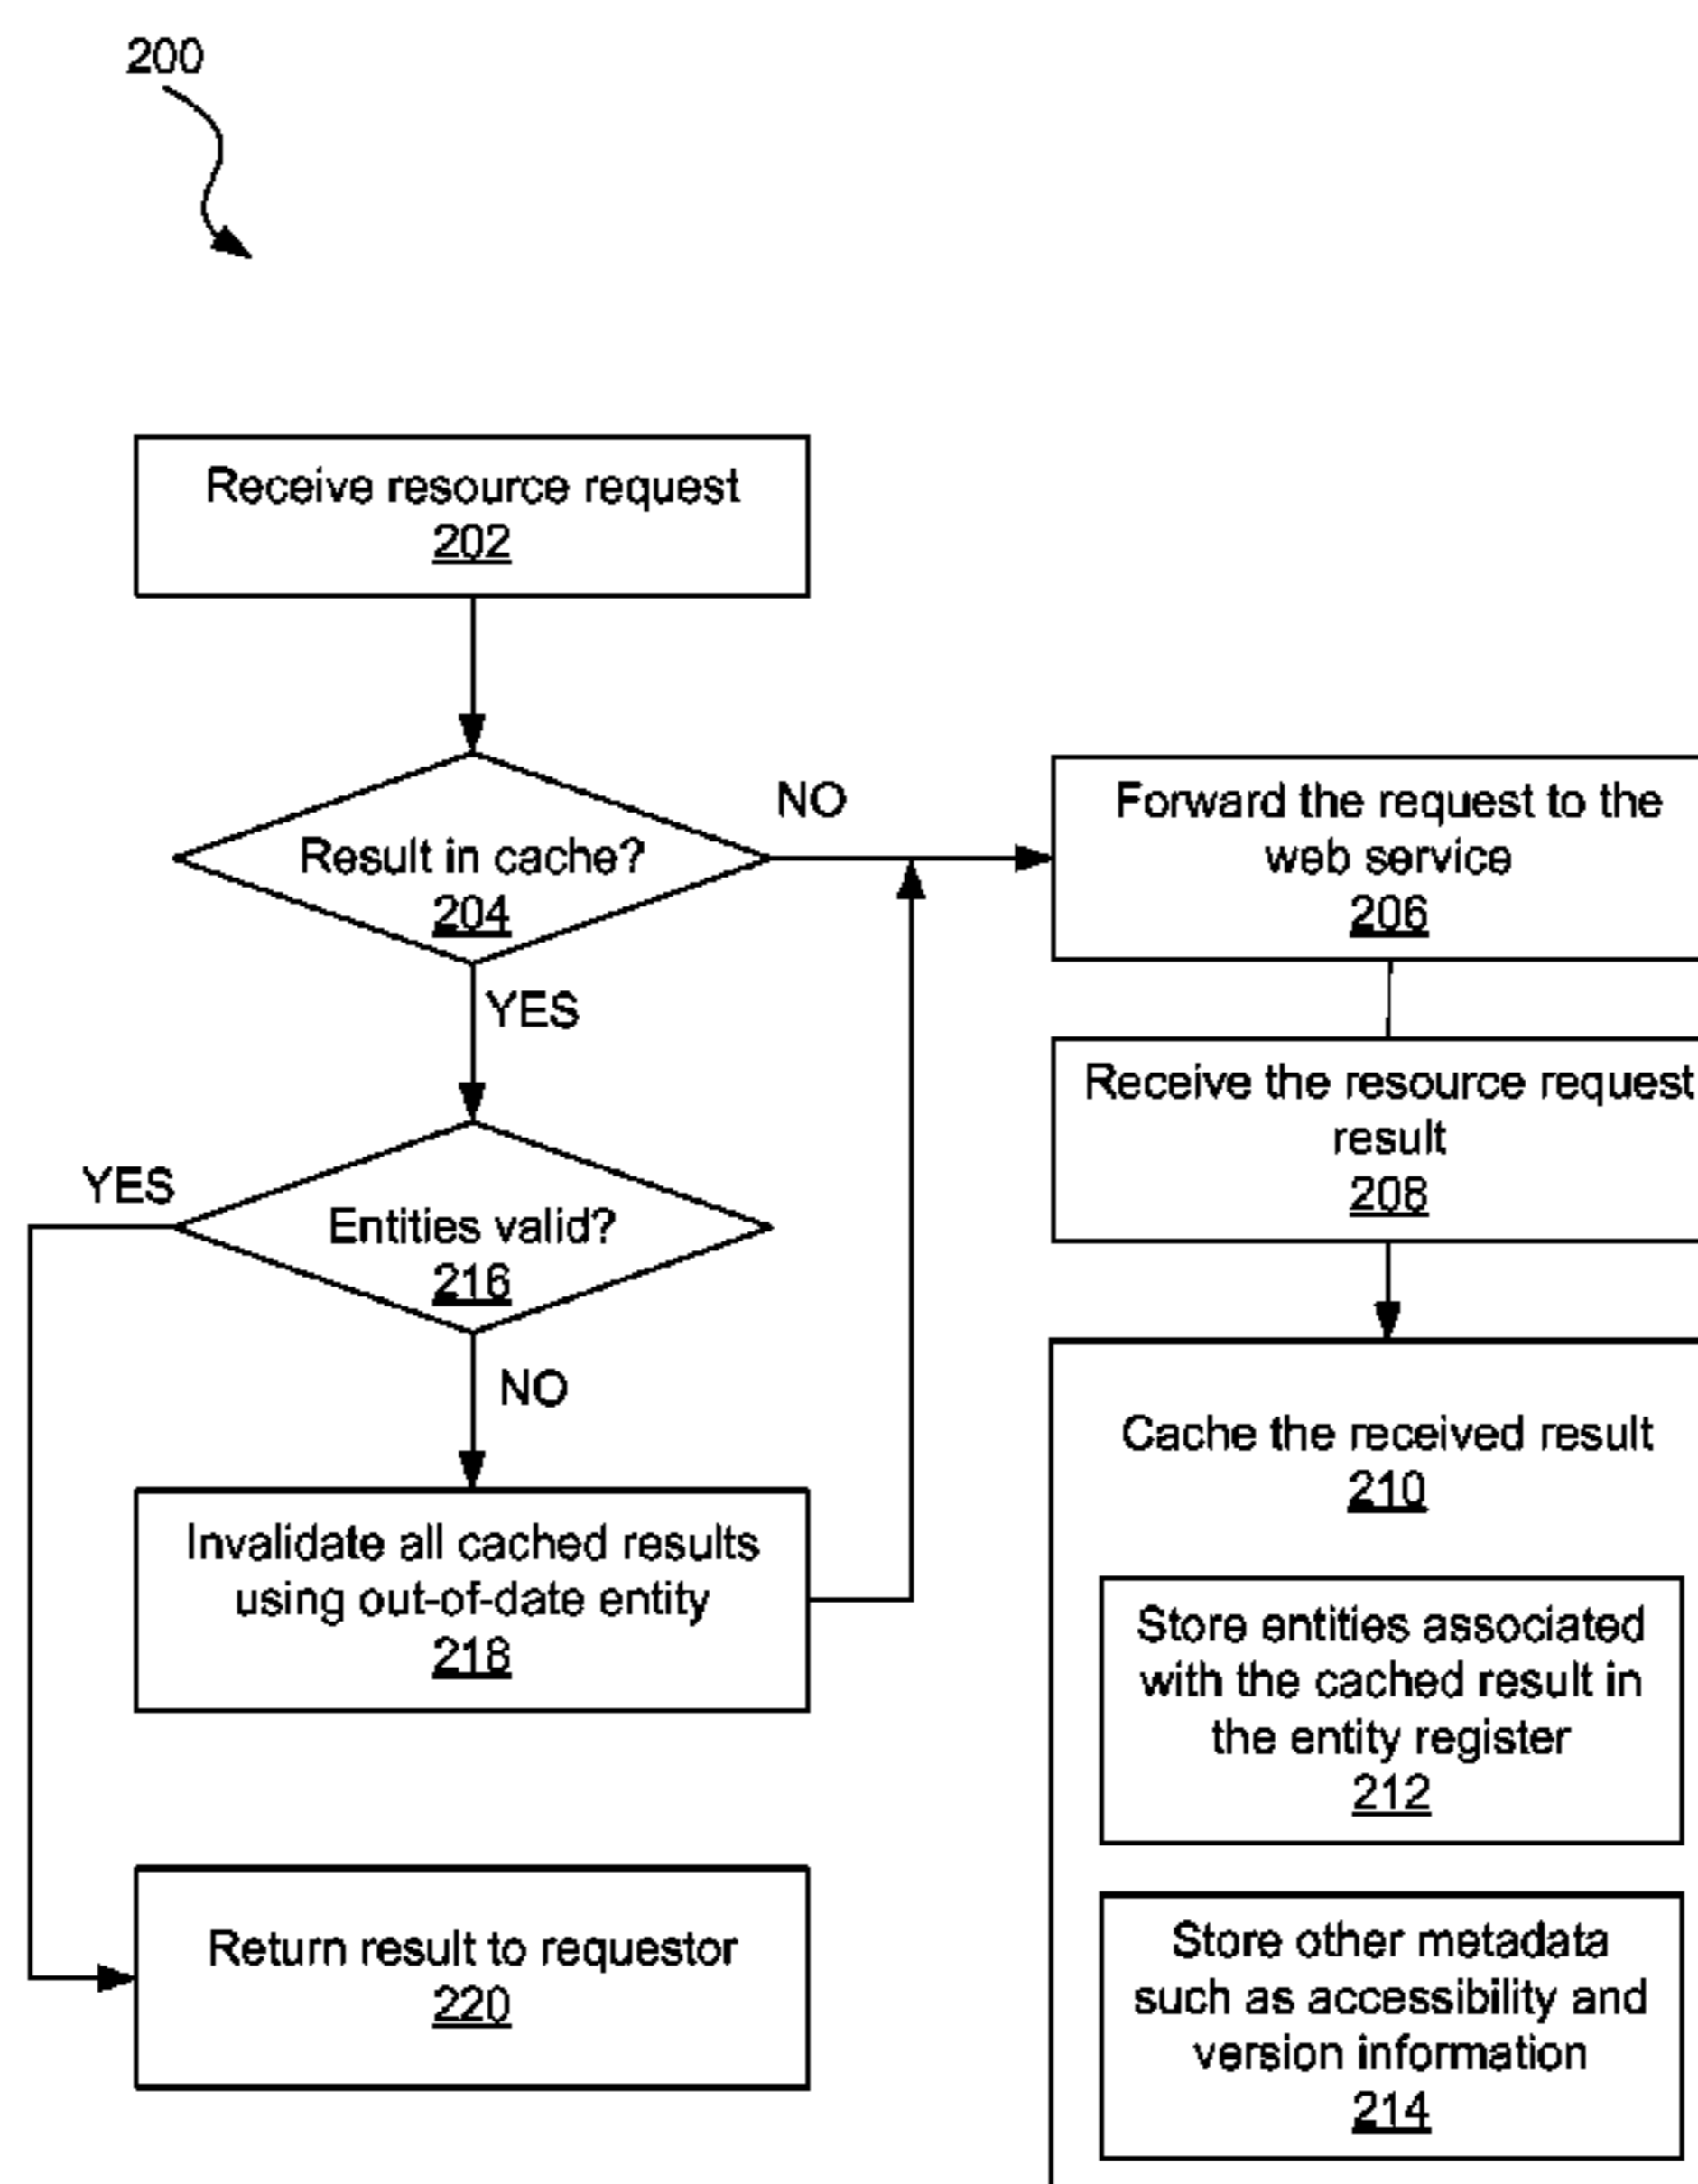 200
Receive resource request
202
Result in cache?
204
NO
YES
Forward the request to the
web service
206
Receive the resource request
result
208
Entities valid?
216
YES
NO
Invalidate all cached results
using out-of-date entity
218
Return result to requestor
220
Cache the received result
210
Store entities associated
with the cached result in
the entity register
212
Store other metadata
such as accessibility and
version information
214